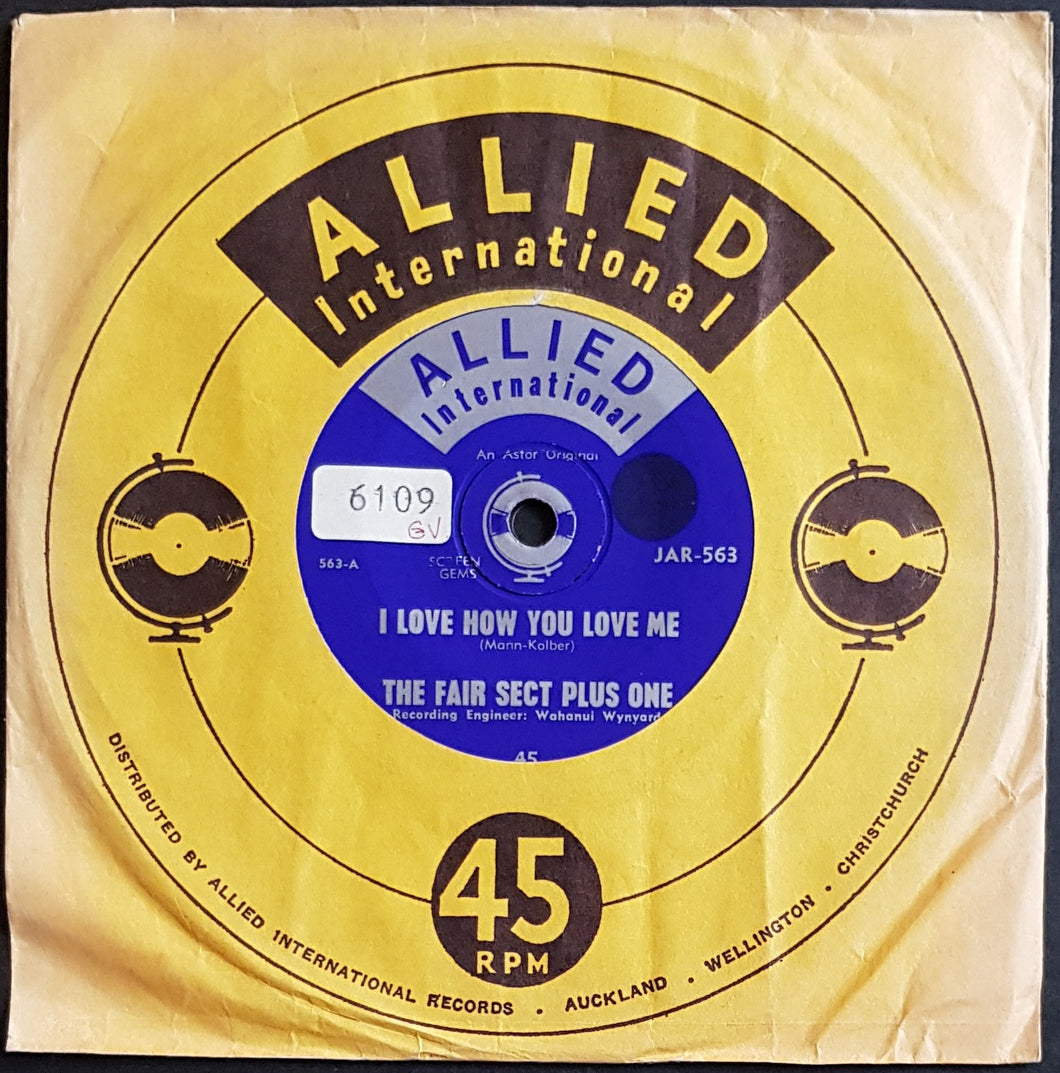 ALLIED
International
ALLIED
International
An Astor Original
6109
GV
563-A
SCREEN
GEMS
JAR-563
I LOVE HOW YOU LOVE ME
(Mann-Kolber)
THE FAIR SECT PLUS ONE
Recording Engineer: Wahanui Wynyard
45
45
RPM
DISTRIBUTED BY ALLIED INTERNATIONAL RECORDS . AUCKLAND . WELLINGTON . CHRISTCHURCH